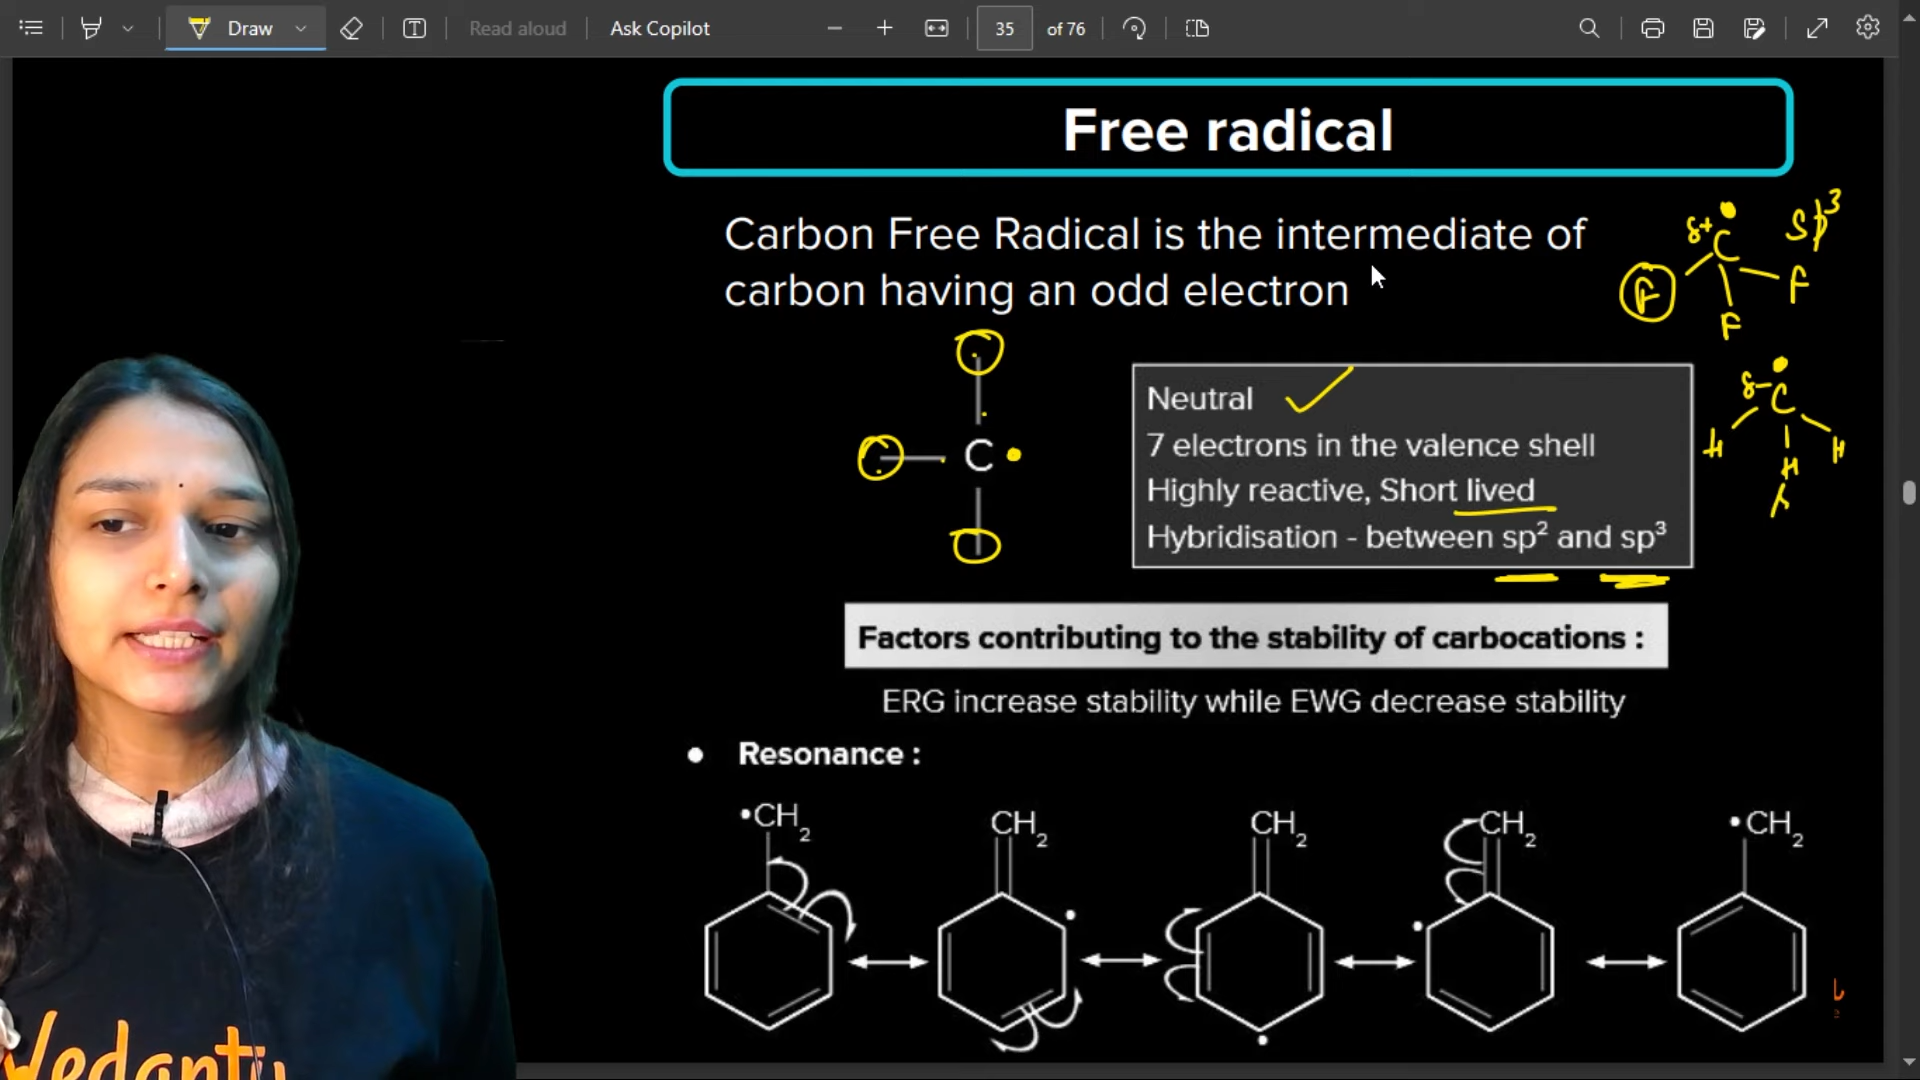 Draw
Read aloud
Ask Copilot
35
of 76
Free radical
Carbon Free Radical is the intermediate of
carbon having an odd electron
δ+
C
sp³
F
F
F
C
Neutral
7 electrons in the valence shell
Highly reactive, Short lived
Hybridisation - between sp² and sp³
δ-
C
H
H
H
Factors contributing to the stability of carbocations :
ERG increase stability while EWG decrease stability
• Resonance :
•CH₂
CH₂
CH₂
CH₂
•CH₂
Vedantu